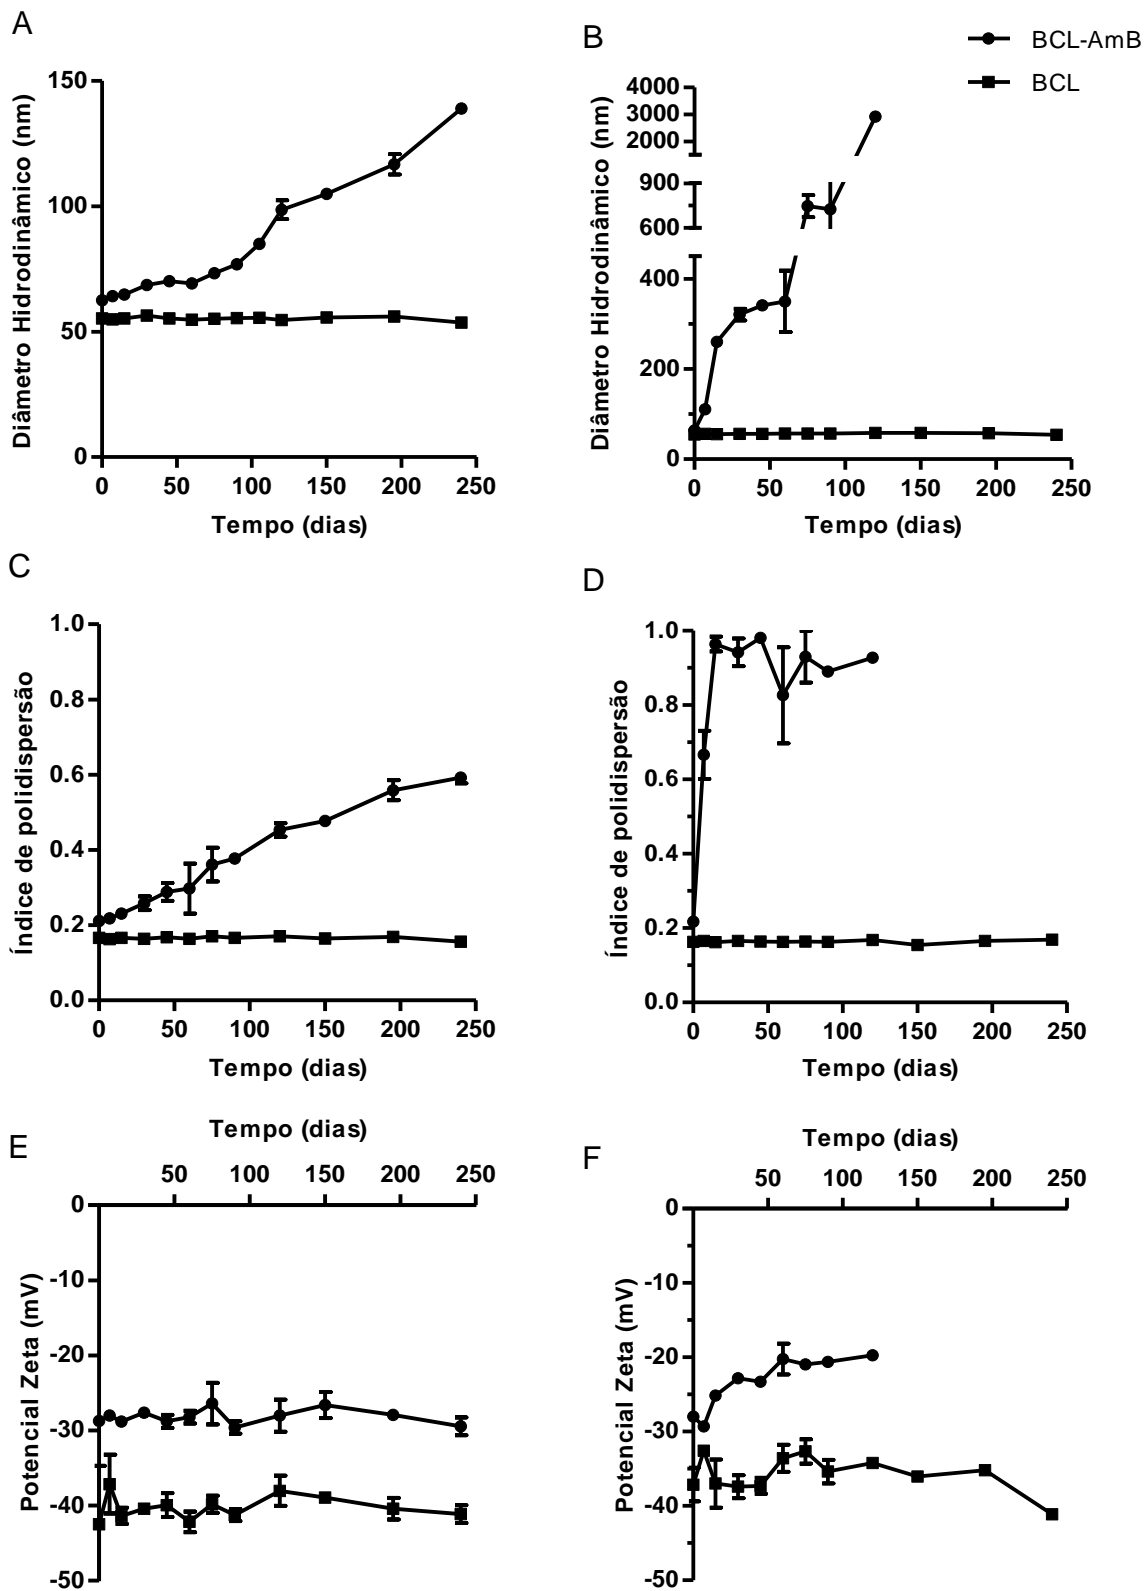 A
Diâmetro Hidrodinâmico (nm)
150
100
50
0
0 50 100 150 200 250
Tempo (dias)
B
BCL-AmB
BCL
Diâmetro Hidrodinâmico (nm)
4000
3000
2000
900
600
400
200
0
0 50 100 150 200 250
Tempo (dias)
C
Índice de polidispersão
1.0
0.8
0.6
0.4
0.2
0.0
0 50 100 150 200 250
Tempo (dias)
D
Índice de polidispersão
1.0
0.8
0.6
0.4
0.2
0.0
0 50 100 150 200 250
Tempo (dias)
E
Tempo (dias)
50 100 150 200 250
Potencial Zeta (mV)
0
-10
-20
-30
-40
-50
F
Tempo (dias)
50 100 150 200 250
Potencial Zeta (mV)
0
-10
-20
-30
-40
-50